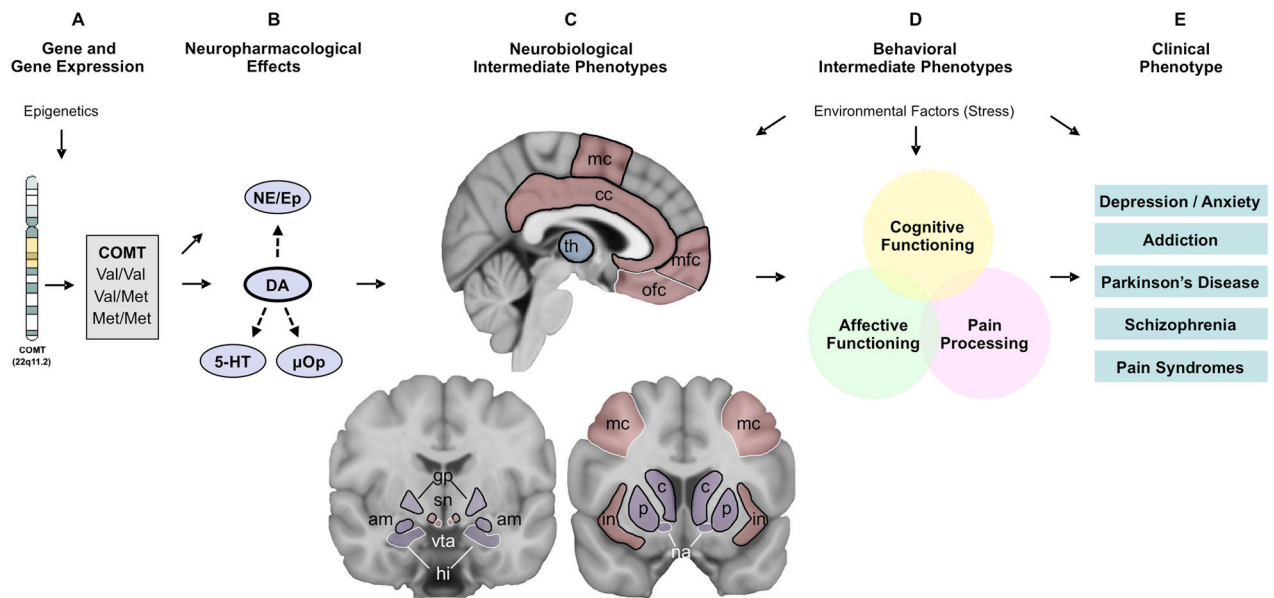 A
Gene and
Gene Expression
Epigenetics
COMT
(22q11.2)
COMT
Val/Val
Val/Met
Met/Met
B
Neuropharmacological
Effects
NE/Ep
DA
5-HT
µOp
C
Neurobiological
Intermediate Phenotypes
mc
cc
th
mfc
ofc
gp
sn
am
am
vta
hi
mc
mc
c
c
p
p
in
in
na
D
Behavioral
Intermediate Phenotypes
Environmental Factors (Stress)
Cognitive
Functioning
Affective
Functioning
Pain
Processing
E
Clinical
Phenotype
Depression / Anxiety
Addiction
Parkinson's Disease
Schizophrenia
Pain Syndromes